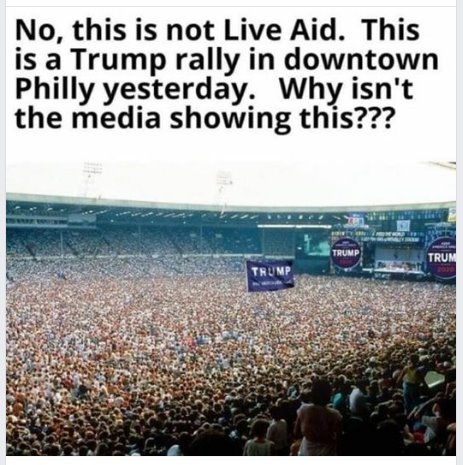 No, this is not Live Aid.  This
is a Trump rally in downtown
Philly yesterday.   Why isn't
the media showing this???
TRUMP
TRUMP
TRUM
2020